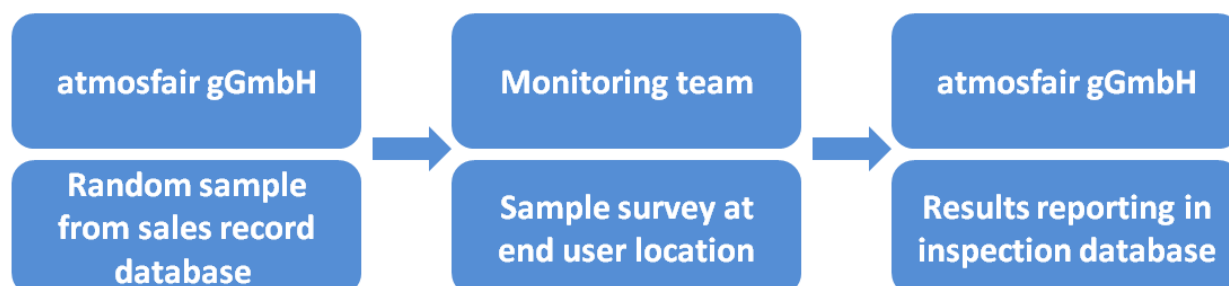 atmosfair gGmbH
Random sample
from sales record
database
Monitoring team
Sample survey at
end user location
atmosfair gGmbH
Results reporting in
inspection database